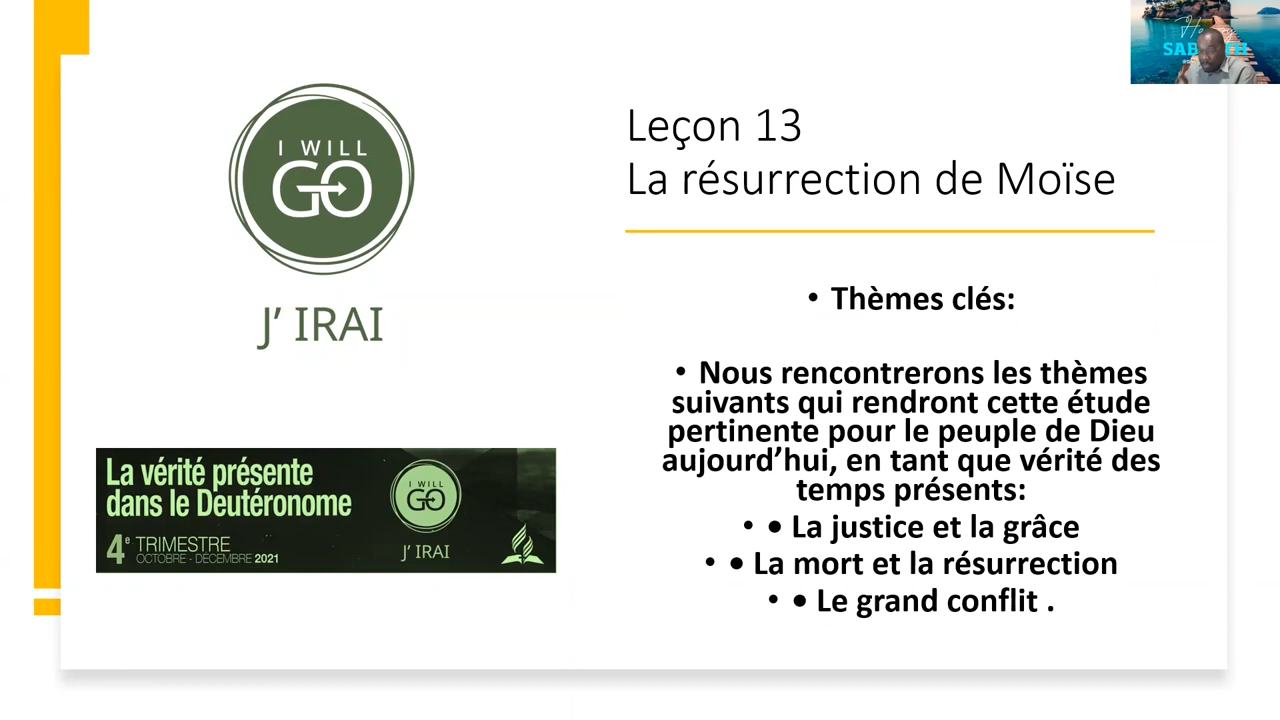 I WILL
GO
J' IRAI
La vérité présente
dans le Deutéronome
4e TRIMESTRE
OCTOBRE - DÉCEMBRE 2021
I WILL
GO
J' IRAI
Leçon 13
La résurrection de Moïse
• Thèmes clés:
• Nous rencontrerons les thèmes
suivants qui rendront cette étude
pertinente pour le peuple de Dieu
aujourd’hui, en tant que vérité des
temps présents:
• • La justice et la grâce
• • La mort et la résurrection
• • Le grand conflit .